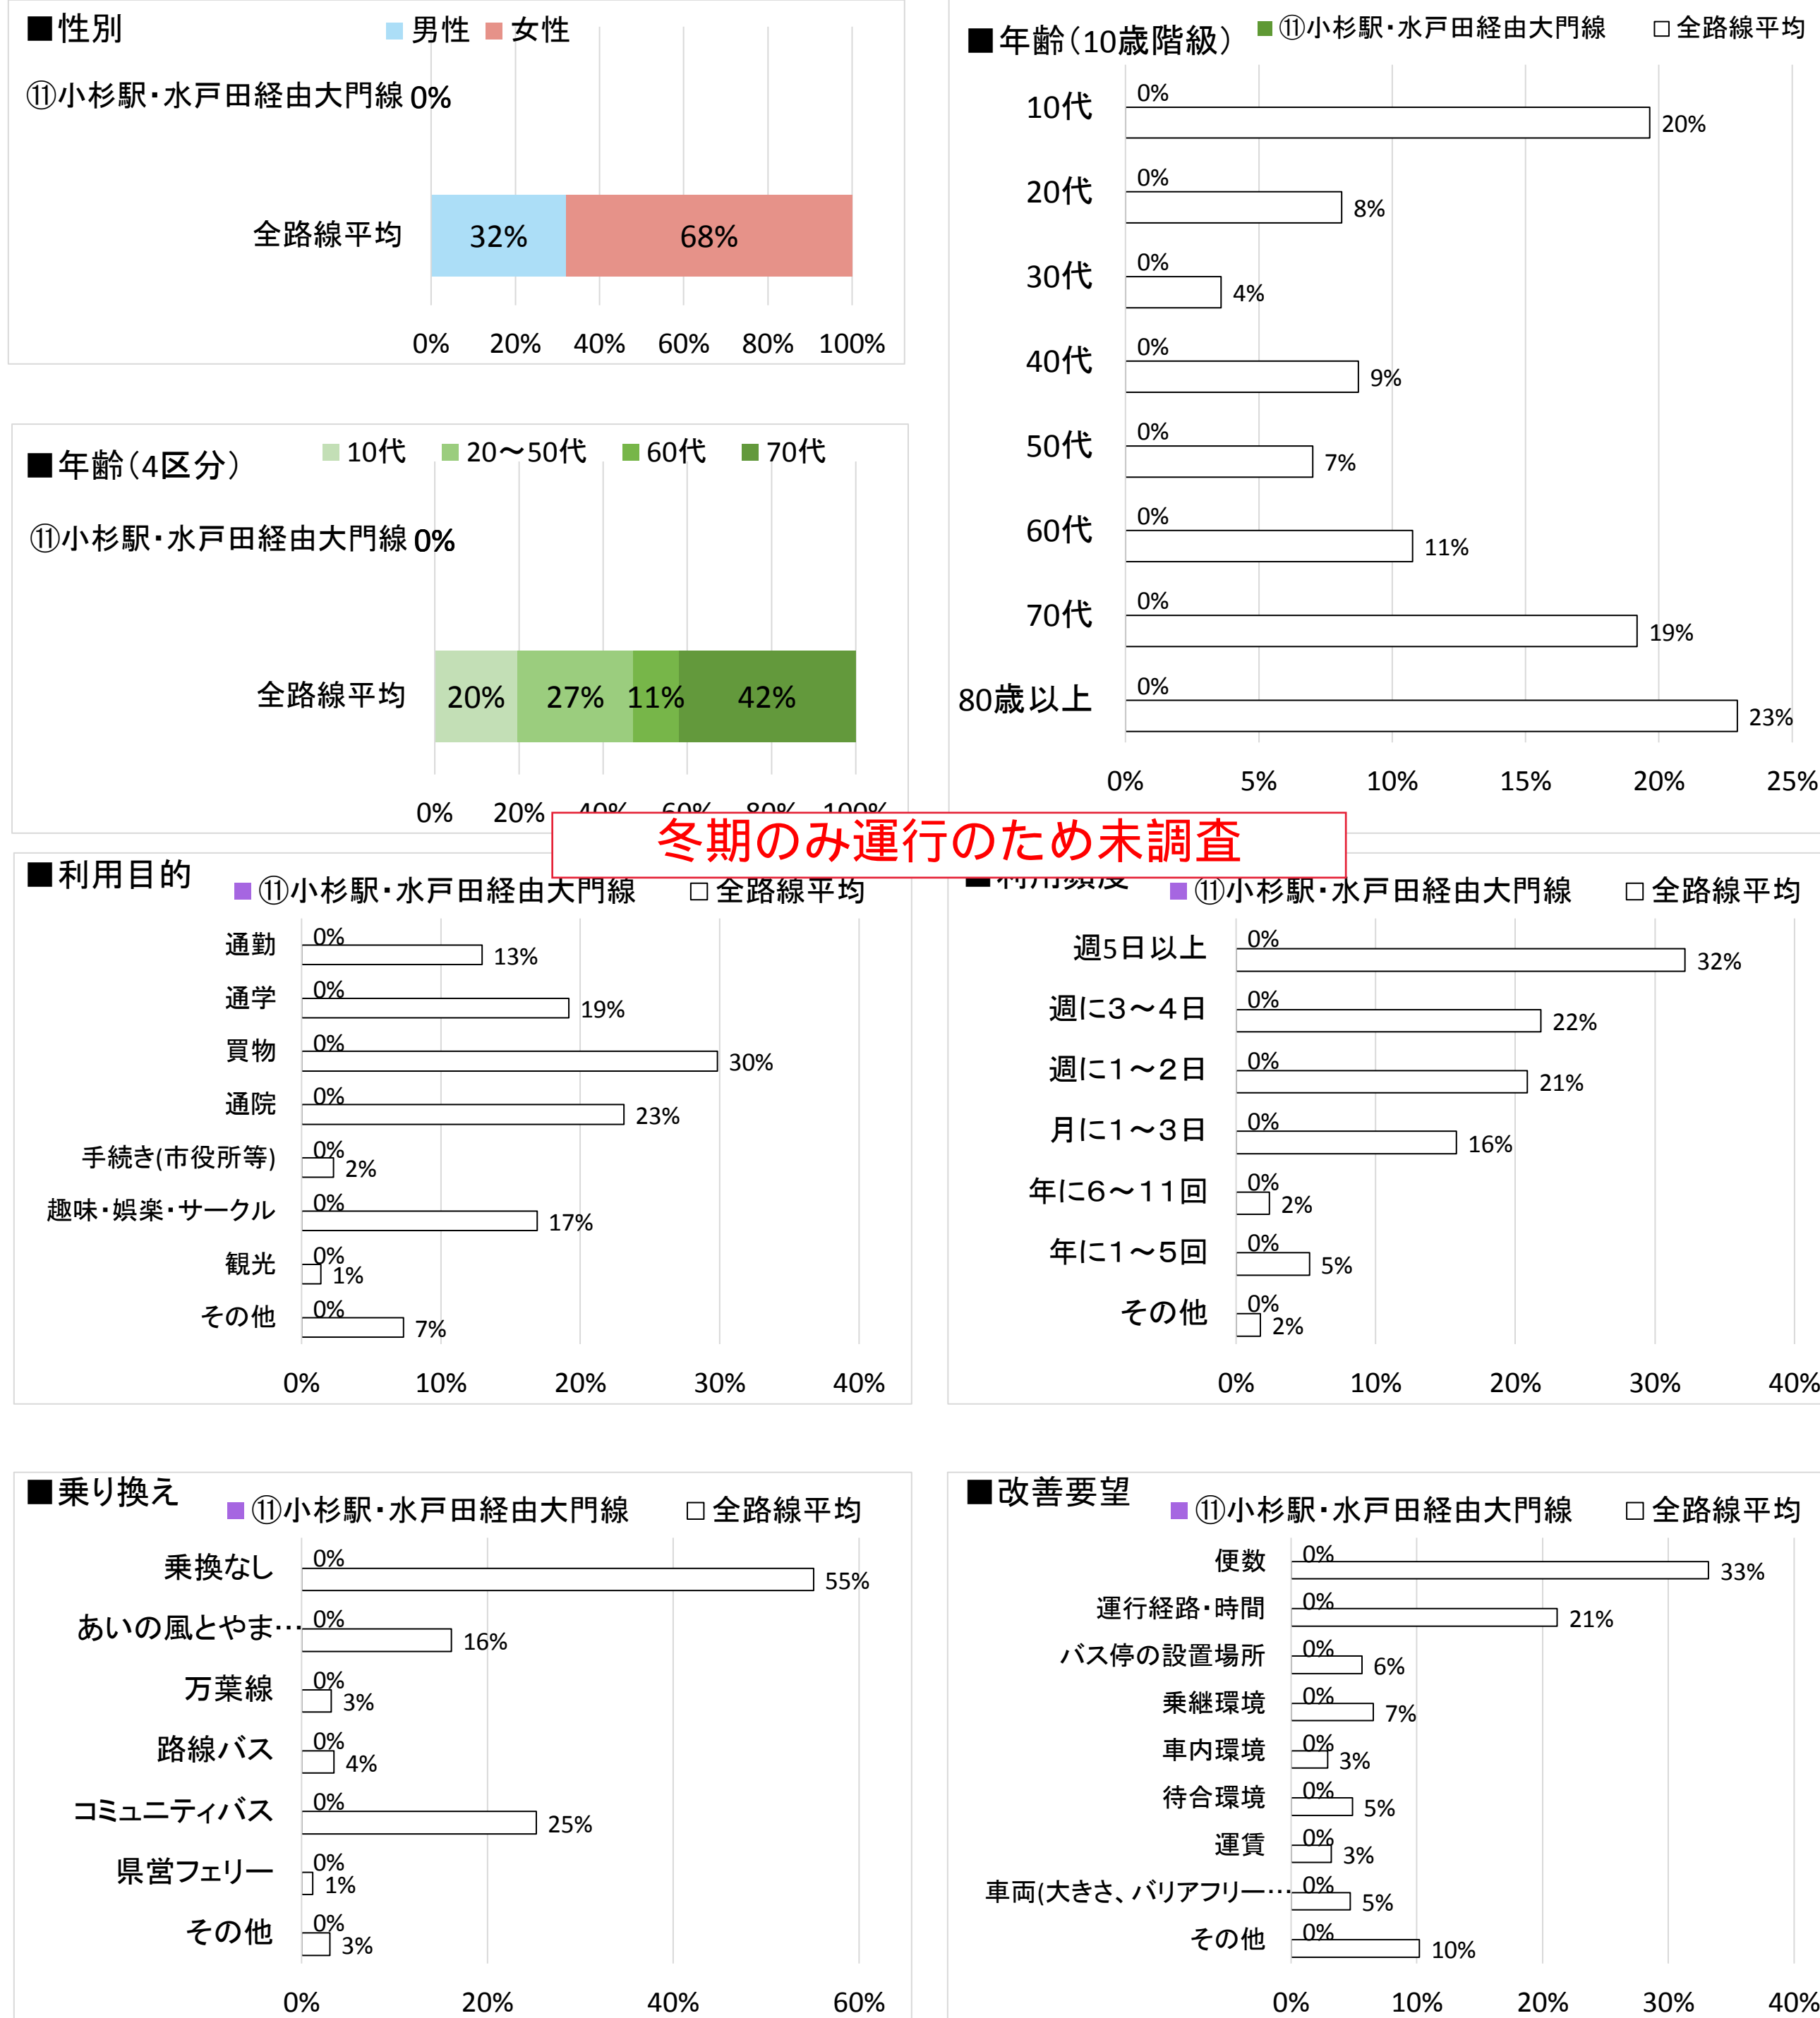 ■性別
男性 女性
⑪小杉駅・水戸田経由大門線 0%
全路線平均 32% 68%
0% 20% 40% 60% 80% 100%
■年齢(4区分)
10代 20～50代 60代 70代
⑪小杉駅・水戸田経由大門線 0%
全路線平均 20% 27% 11% 42%
0% 20% 40% 60% 80% 100%
■年齢(10歳階級)
⑪小杉駅・水戸田経由大門線 全路線平均
10代 0% 20%
20代 0% 8%
30代 0% 4%
40代 0% 9%
50代 0% 7%
60代 0% 11%
70代 0% 19%
80歳以上 0% 23%
0% 5% 10% 15% 20% 25%
冬期のみ運行のため未調査
■利用目的
⑪小杉駅・水戸田経由大門線 全路線平均
通勤 0% 13%
通学 0% 19%
買物 0% 30%
通院 0% 23%
手続き(市役所等) 0% 2%
趣味・娯楽・サークル 0% 17%
観光 0% 1%
その他 0% 7%
0% 10% 20% 30% 40%
■利用頻度
⑪小杉駅・水戸田経由大門線 全路線平均
週5日以上 0% 32%
週に３～４日 0% 22%
週に１～２日 0% 21%
月に１～３日 0% 16%
年に６～１１回 0% 2%
年に１～５回 0% 5%
その他 0% 2%
0% 10% 20% 30% 40%
■乗り換え
⑪小杉駅・水戸田経由大門線 全路線平均
乗換なし 0% 55%
あいの風とやま… 0% 16%
万葉線 0% 3%
路線バス 0% 4%
コミュニティバス 0% 25%
県営フェリー 0% 1%
その他 0% 3%
0% 20% 40% 60%
■改善要望
⑪小杉駅・水戸田経由大門線 全路線平均
便数 0% 33%
運行経路・時間 0% 21%
バス停の設置場所 0% 6%
乗継環境 0% 7%
車内環境 0% 3%
待合環境 0% 5%
運賃 0% 3%
車両(大きさ、バリアフリー… 0% 5%
その他 0% 10%
0% 10% 20% 30% 40%